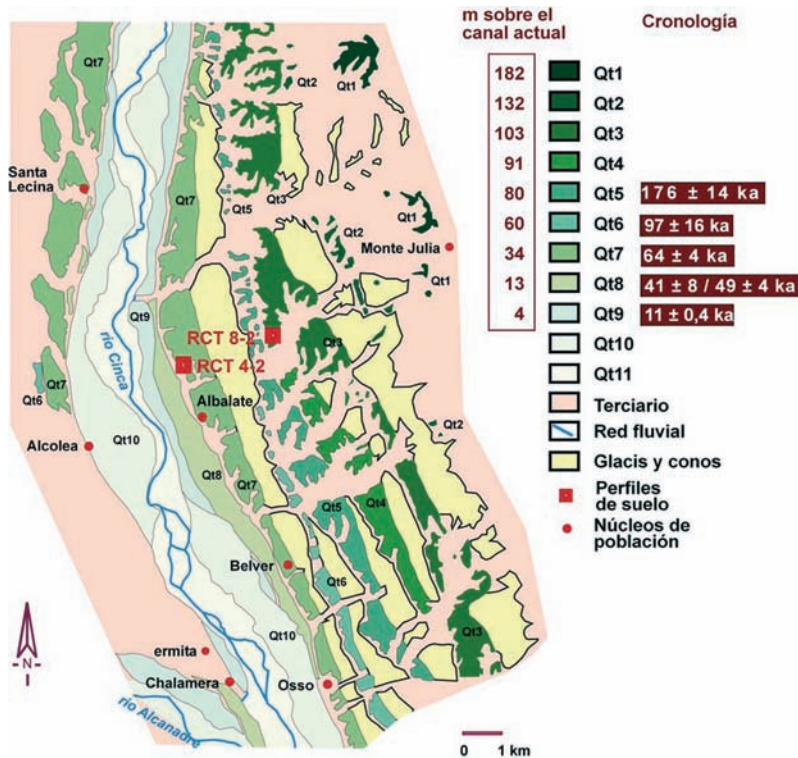 m sobre el
canal actual
Cronología
182 Qt1
132 Qt2
103 Qt3
91 Qt4
80 Qt5 176 ± 14 ka
60 Qt6 97 ± 16 ka
34 Qt7 64 ± 4 ka
13 Qt8 41 ± 8 / 49 ± 4 ka
4 Qt9 11 ± 0,4 ka
Qt10
Qt11
Terciario
Red fluvial
Glacis y conos
Perfiles
de suelo
Núcleos de
población
Qt7
Qt2
Qt1
Santa
Lecina
Qt7
Qt5
Qt3
Qt1
Qt2
Monte Julia
Qt1
Qt9
río Cinca
RCT 8-2
Qt3
RCT 4-2
Qt7
Qt6
Albalate
Qt2
Alcolea
Qt10
Qt8
Qt7
Qt5
Qt4
Belver
Qt6
Qt10
Qt3
N
ermita
Chalamera
Osso
río Alcanadre
0 1 km